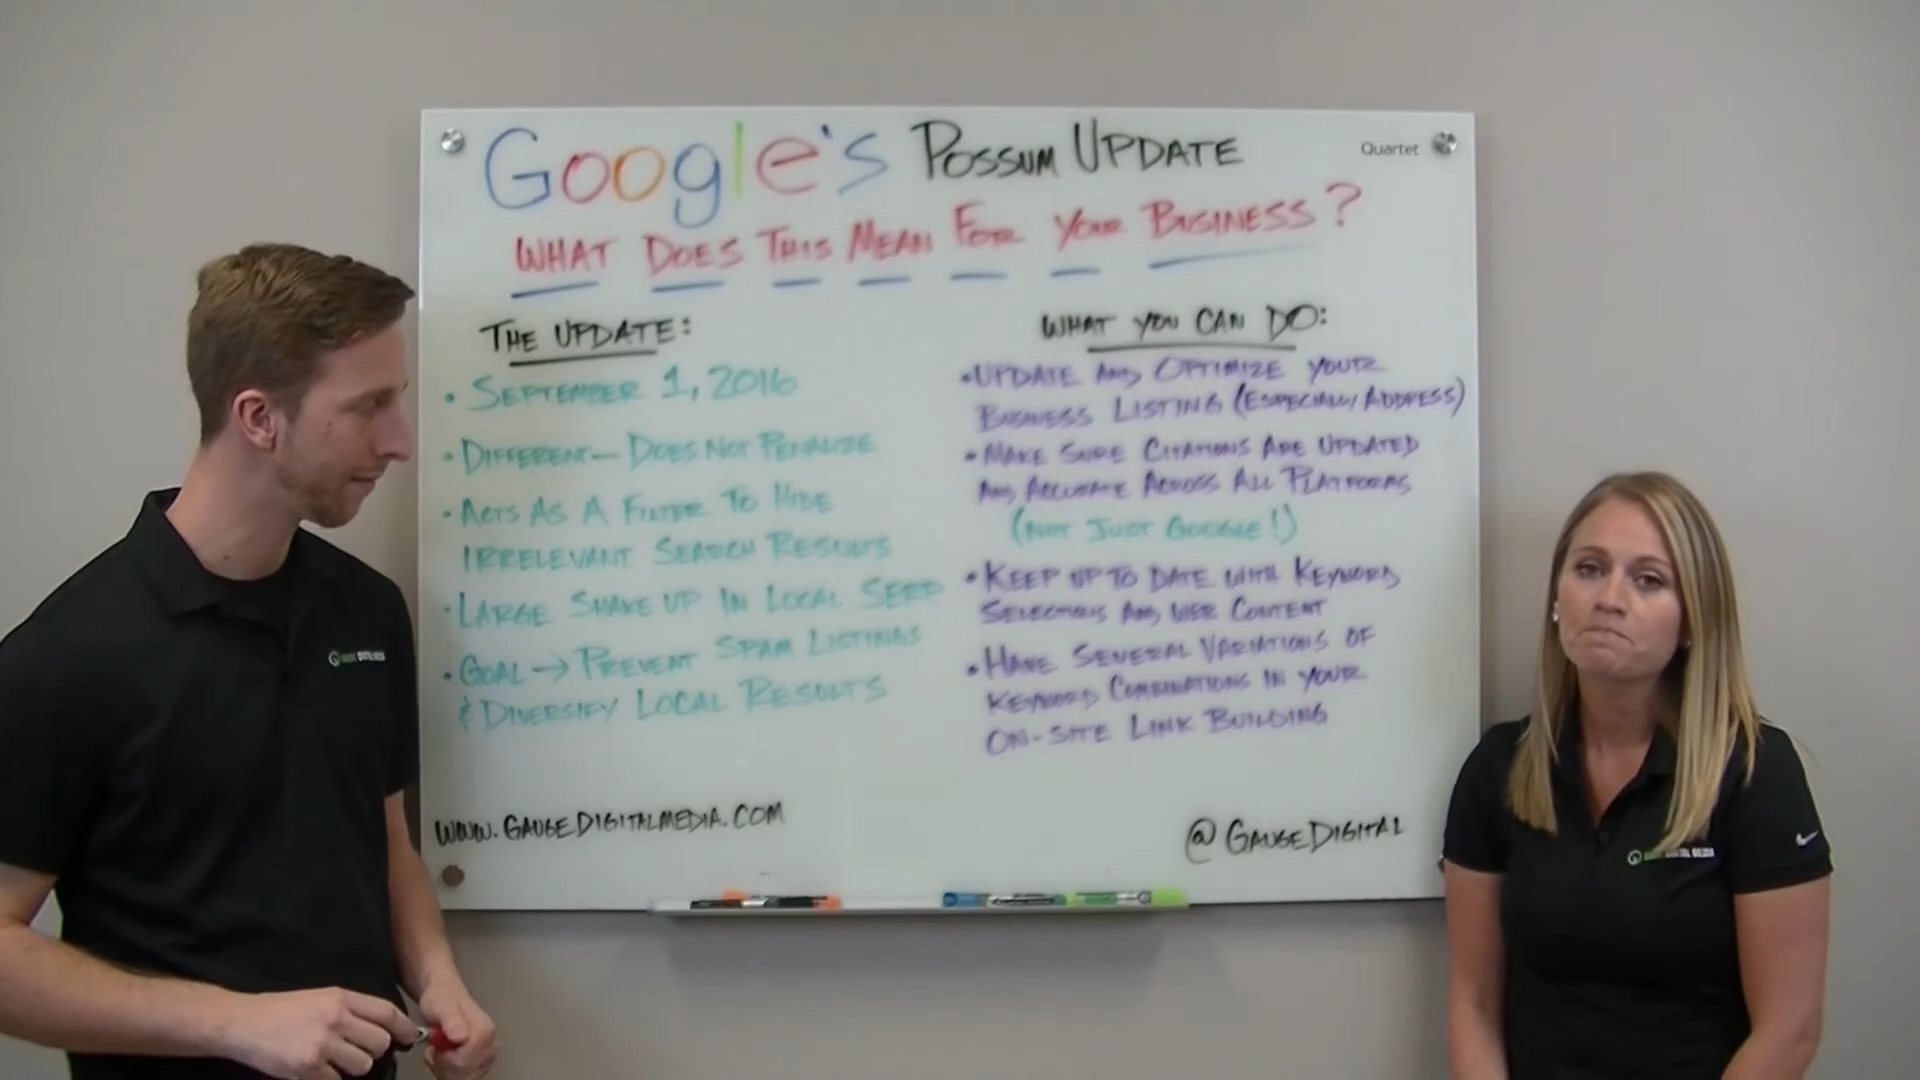 Google's POSSUM UPDATE
Quartet
WHAT DOES THIS MEAN FOR YOUR BUSINESS?
THE UPDATE:
• SEPTEMBER 1, 2016
• DIFFERENT — DOES NOT PENALIZE
• ACTS AS A FILTER TO HIDE
IRRELEVANT SEARCH RESULTS
• LARGE SHAKE UP IN LOCAL SERP
• GOAL → PREVENT SPAM LISTINGS
& DIVERSIFY LOCAL RESULTS
WHAT YOU CAN DO:
• UPDATE AND OPTIMIZE YOUR
BUSINESS LISTING (ESPECIALLY ADDRESS)
• MAKE SURE CITATIONS ARE UPDATED
AND ACCURATE ACROSS ALL PLATFORMS
(NOT JUST GOOGLE!)
• KEEP UP TO DATE WITH KEYWORD
SELECTIONS AND WEB CONTENT
• HAVE SEVERAL VARIATIONS OF
KEYWORD COMBINATIONS IN YOUR
ON-SITE LINK BUILDING
WWW.GAUGEDIGITALMEDIA.COM
@GAUGEDIGITAL
DIGITAL MEDIA
DIGITAL MEDIA